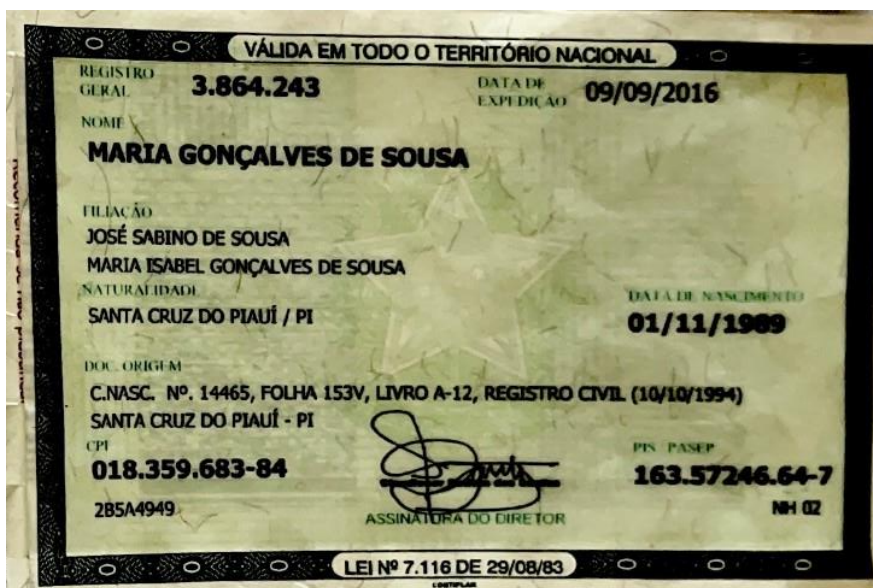 VÁLIDA EM TODO O TERRITÓRIO NACIONAL
REGISTRO GERAL 3.864.243 DATA DE EXPEDIÇÃO 09/09/2016
NOME
MARIA GONÇALVES DE SOUSA
FILIAÇÃO
JOSÉ SABINO DE SOUSA
MARIA ISABEL GONÇALVES DE SOUSA
NATURALIDADE DATA DE NASCIMENTO
SANTA CRUZ DO PIAUÍ / PI 01/11/1989
DOC. ORIGEM
C.NASC. Nº. 14465, FOLHA 153V, LIVRO A-12, REGISTRO CIVIL (10/10/1994)
SANTA CRUZ DO PIAUÍ - PI
CPF PIS / PASEP
018.359.683-84 163.57246.64-7
2B5A4949 NH 02
ASSINATURA DO DIRETOR
LEI Nº 7.116 DE 29/08/83